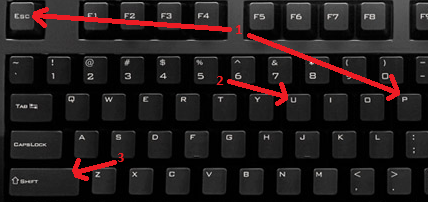 Esc F1 F2 F3 F4 F5 F6 F7 F8 1
~ ! @ # $ % ^ & * ( )
` 1 2 3 4 5 6 7 8 9 0 -
2
TAB Q W E R T Y U I O P
CAPSLOCK A S D F G H J K L : ;
3
SHIFT Z X C V B N M < , > .